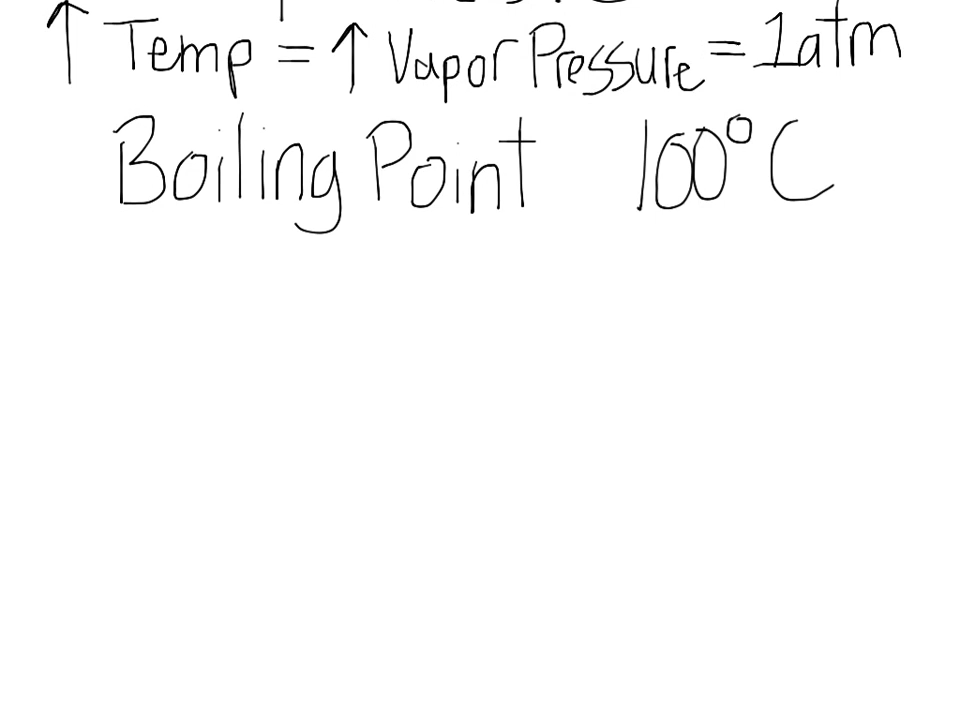 ↑ Temp = ↑ Vapor Pressure = 1atm
Boiling Point 100°C